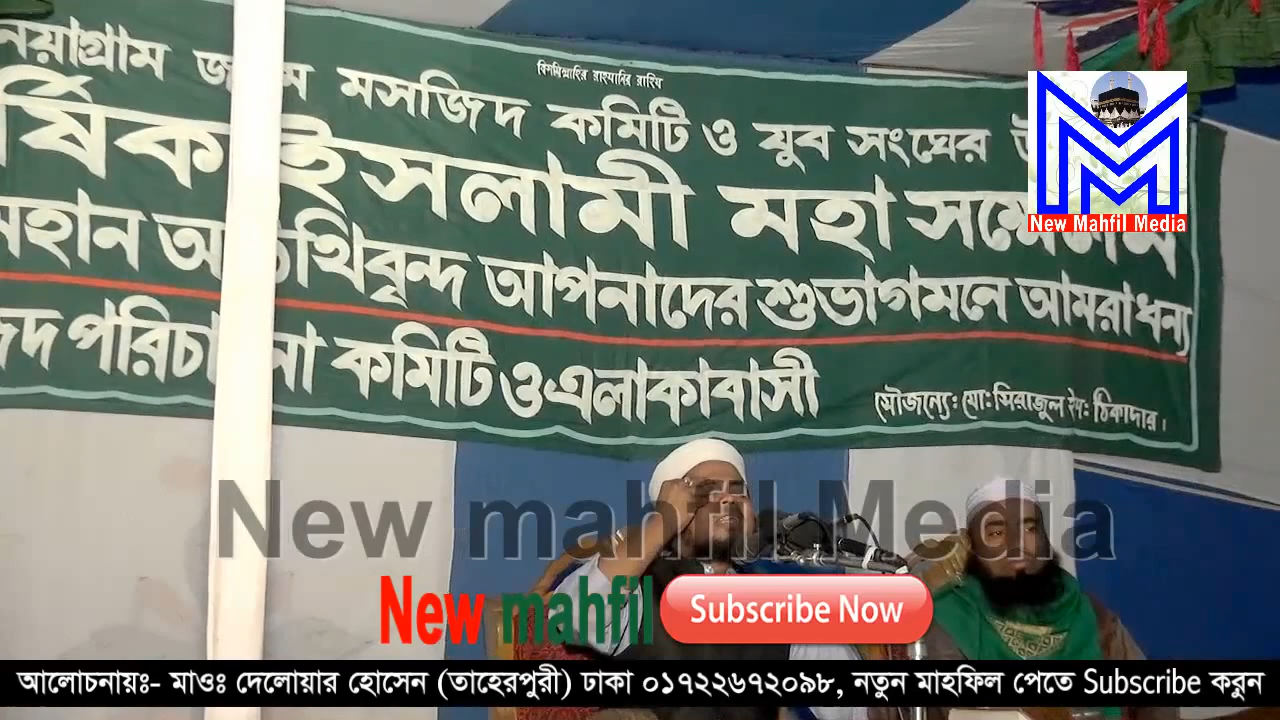 বিসমিল্লাহির রাহমানির রাহিম
নয়াগ্রাম জামে মসজিদ কমিটি ও যুব সংঘের
ইসলামী মহা সম্মেলন
মহান অতিথিবৃন্দ আপনাদের শুভাগমনে আমরা ধন্য
পরিচালনা কমিটি ও এলাকাবাসী
সৌজন্যে: মো: সিরাজুল ইস: ঠিকাদার।
New Mahfil Media
New mahfil Media
New mahfil
Subscribe Now
আলোচনায়ঃ- মাওঃ দেলোয়ার হোসেন (তাহেরপুরী) ঢাকা ০১৭২২৬৭২০৯৮, নতুন মাহফিল পেতে Subscribe করুন